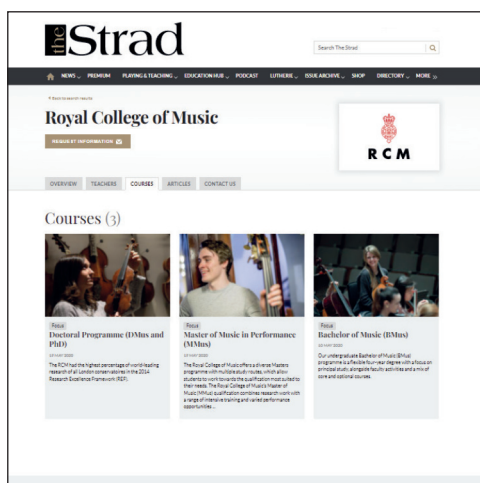 the Strad
Search The Strad
NEWS PREMIUM PLAYING & TEACHING EDUCATION HUB PODCAST LUTHERIE ISSUE ARCHIVE SHOP DIRECTORY MORE
Back to search results
Royal College of Music
REQUEST INFORMATION
RCM
OVERVIEW TEACHERS COURSES ARTICLES CONTACT US
Courses (3)
Focus
Doctoral Programme (DMus and
PhD)
The RCM had the highest percentage of world-leading
research of all London conservatoires in the 2014
Research Excellence Framework (REF).
Focus
Master of Music in Performance
(MMus)
The Royal College of Music offers a diverse Masters
programme with multiple study routes, which allow
students to work towards the qualification most suited to
their needs. The Royal College of Music's Master of
Music (MMus) qualification combines research work with
a range of intensive training and varied performance
opportunities ...
Focus
Bachelor of Music (BMus)
Our undergraduate Bachelor of Music (BMus)
programme is a flexible four-year degree with a focus on
principal study, alongside faculty activities and a mix of
core and optional courses.